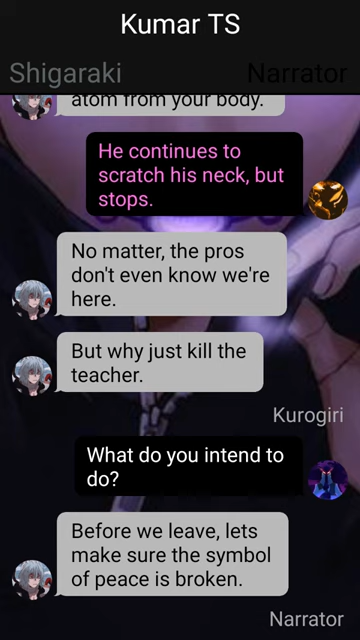 Kumar TS
Shigaraki
Narrator
atom from your body.
He continues to
scratch his neck, but
stops.
No matter, the pros
don't even know we're
here.
But why just kill the
teacher.
Kurogiri
What do you intend to
do?
Before we leave, lets
make sure the symbol
of peace is broken.
Narrator